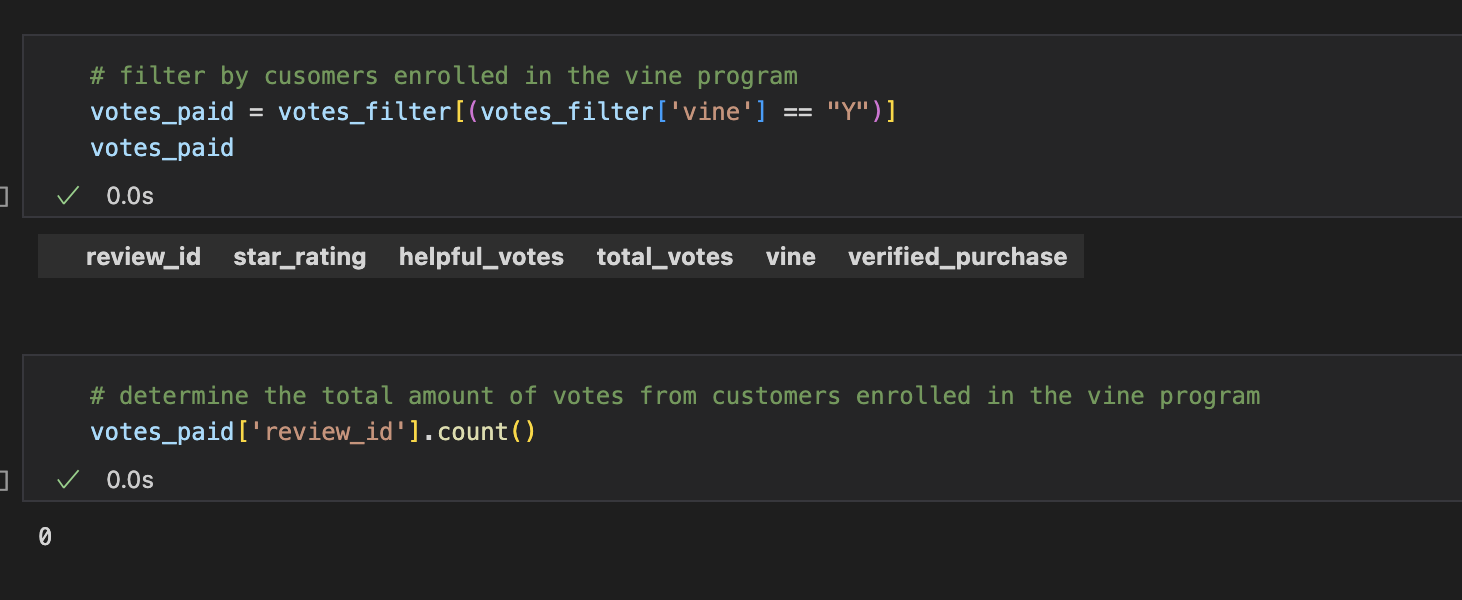 # filter by cusomers enrolled in the vine program
votes_paid = votes_filter[(votes_filter['vine'] == "Y")]
votes_paid
0.0s
review_id star_rating helpful_votes total_votes vine verified_purchase
# determine the total amount of votes from customers enrolled in the vine program
votes_paid['review_id'].count()
0.0s
0